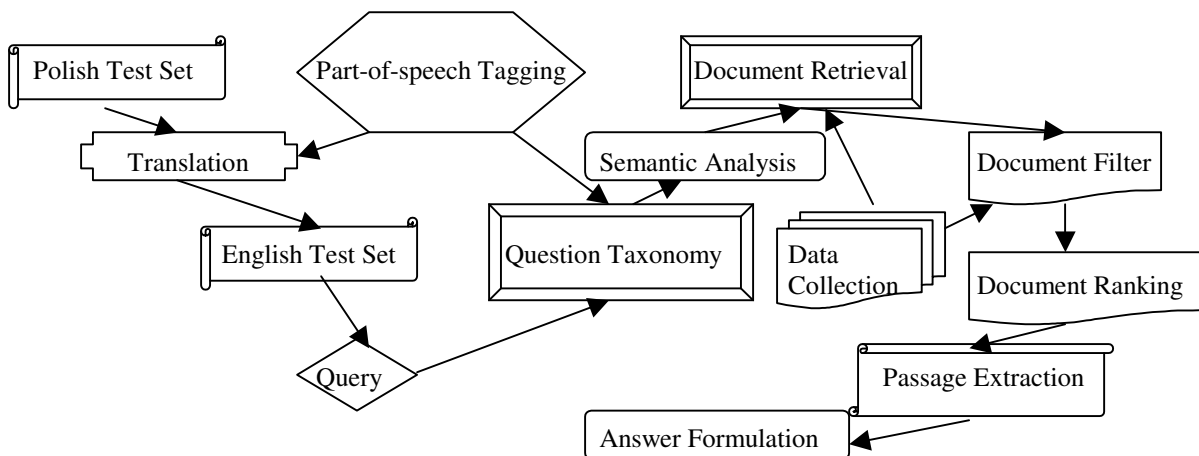 Polish Test Set
Part-of-speech Tagging
Document Retrieval
Translation
Semantic Analysis
Document Filter
English Test Set
Question Taxonomy
Data
Collection
Document Ranking
Query
Passage Extraction
Answer Formulation